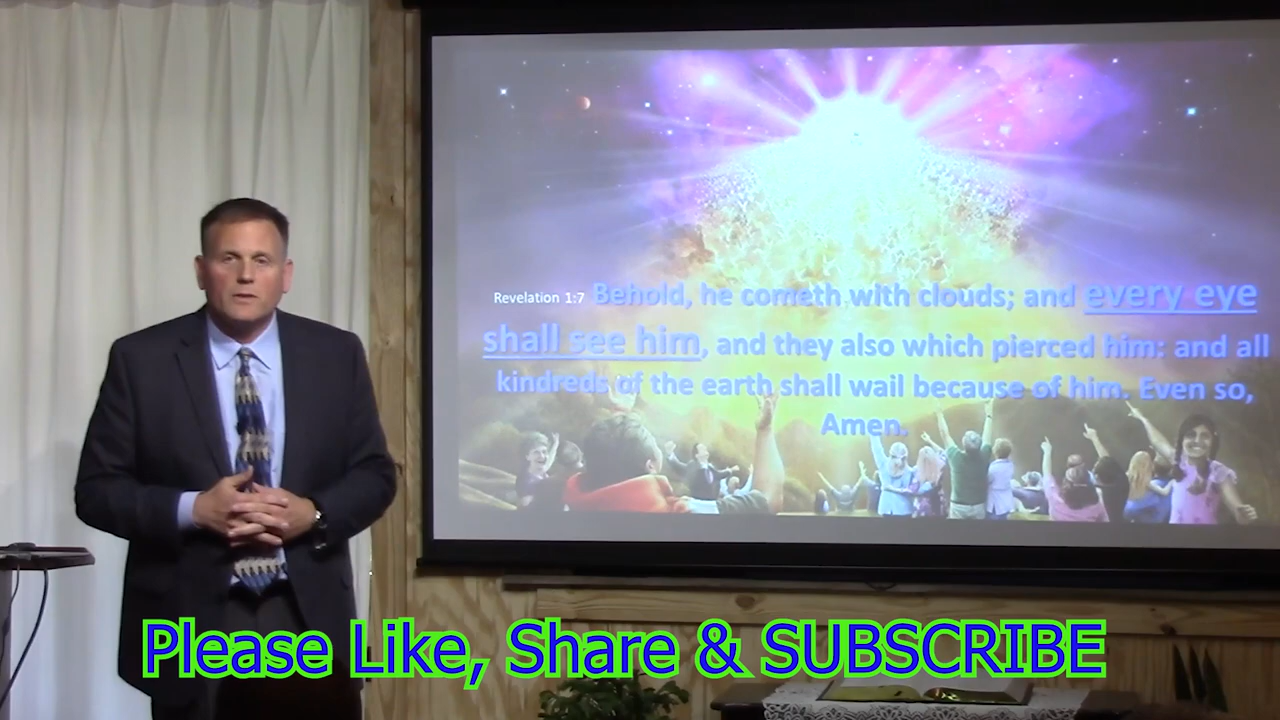 Revelation 1:7 Behold, he cometh with clouds; and every eye
shall see him, and they also which pierced him: and all
kindreds of the earth shall wail because of him. Even so,
Amen.
Please Like, Share & SUBSCRIBE